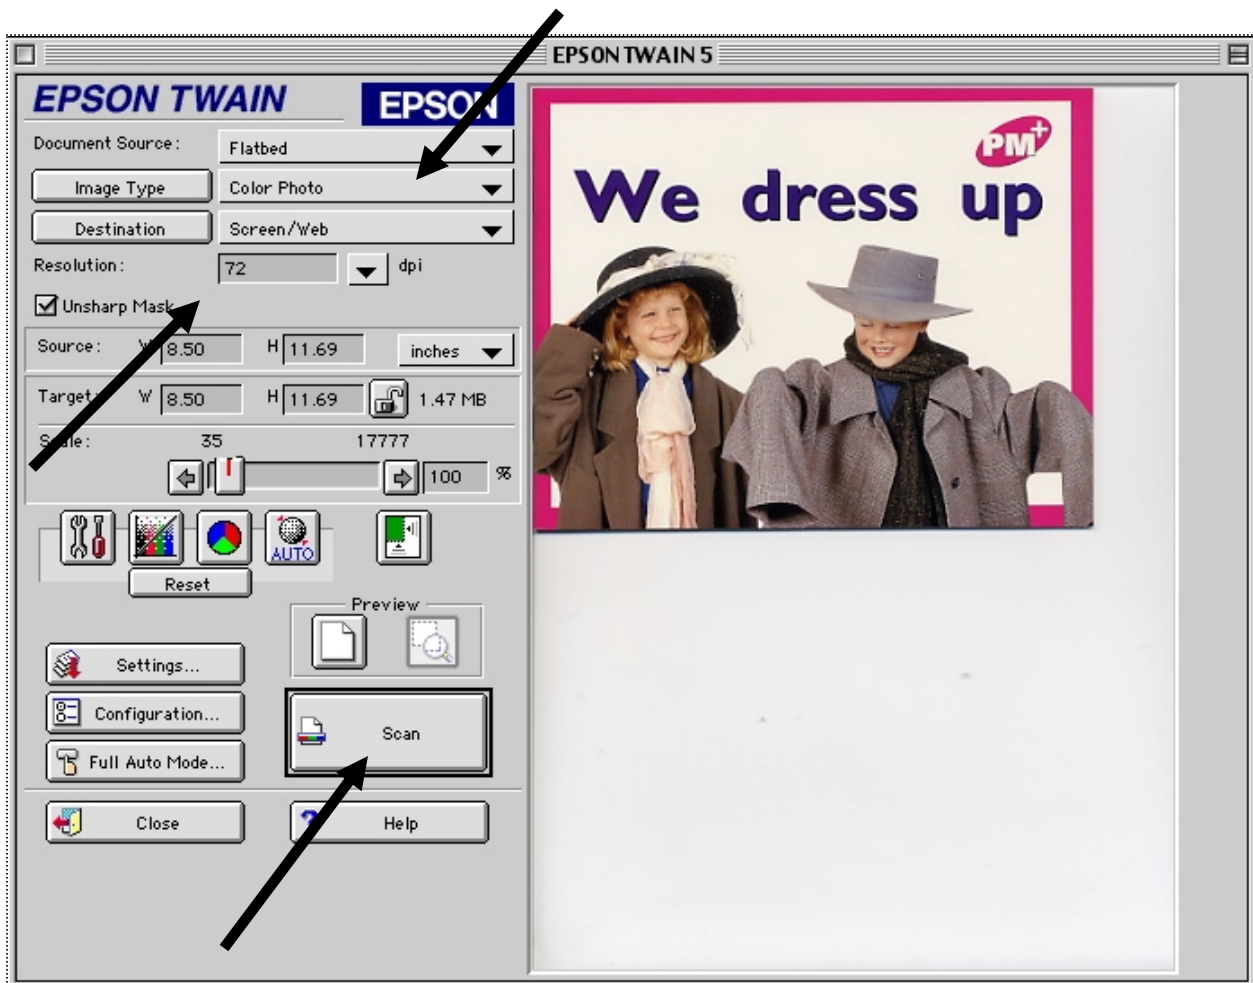 EPSON TWAIN 5
EPSON TWAIN
EPSON
Document Source :
Flatbed
Image Type
Color Photo
Destination
Screen/Web
Resolution :
72
dpi
Unsharp Mask
Source : W 8.50 H 11.69 inches
Target : W 8.50 H 11.69 1.47 MB
Scale : 35 17777
100 %
AUTO
Reset
Preview
Settings...
Configuration...
Scan
Full Auto Mode...
Close
? Help
PM+
We dress up